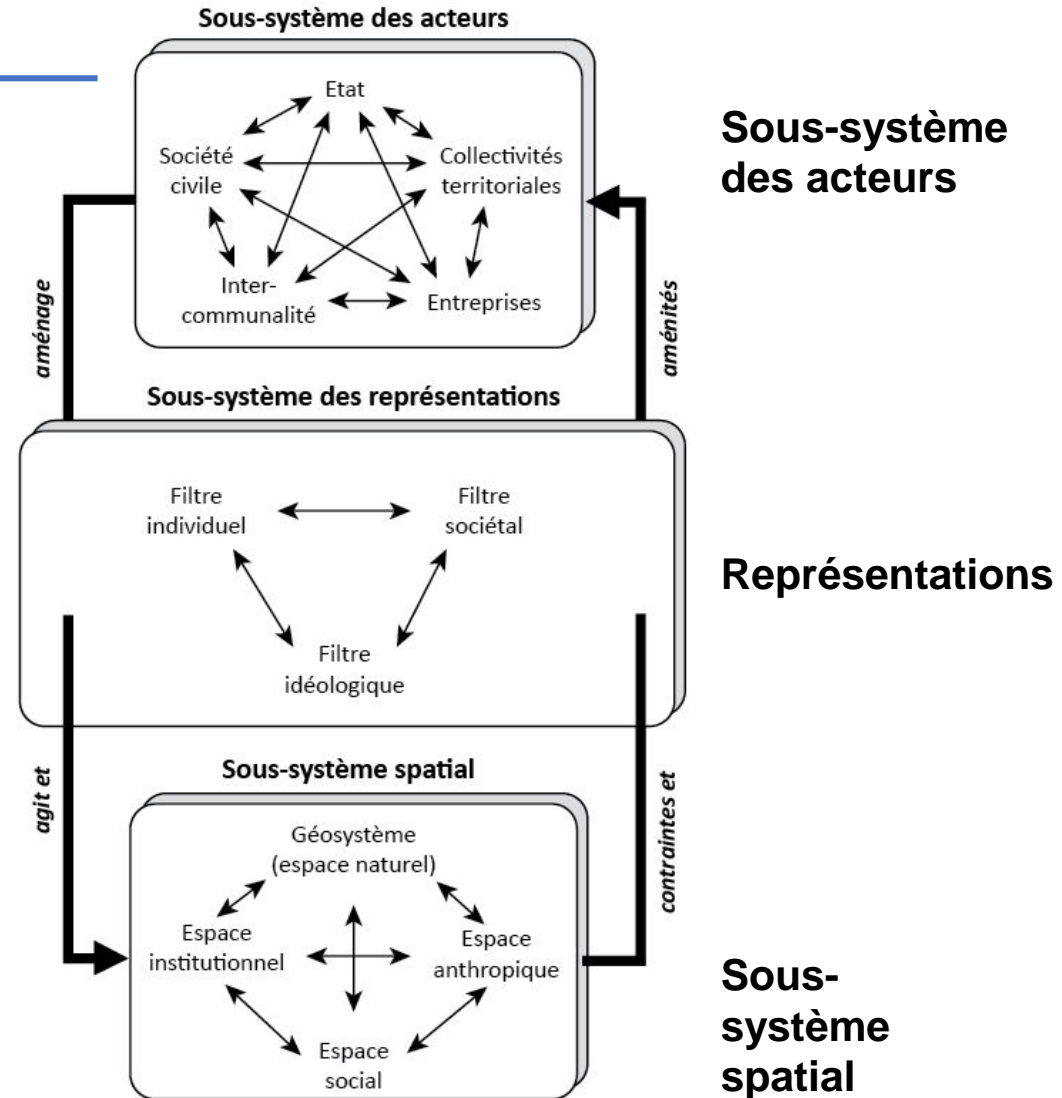 Sous-système des acteurs
Etat
Société
civile
Collectivités
territoriales
Inter-
communalité
Entreprises
aménage
aménités
Sous-système
des acteurs
Sous-système des représentations
Filtre
individuel
Filtre
sociétal
Filtre
idéologique
Représentations
agit et
contraintes et
Sous-système spatial
Géosystème
(espace naturel)
Espace
institutionnel
Espace
anthropique
Espace
social
Sous-
système
spatial